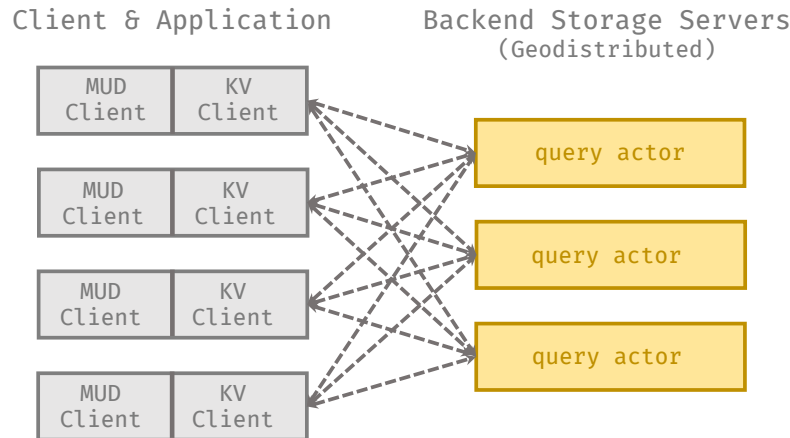 Client & Application
Backend Storage Servers
(Geodistributed)
MUD
Client
KV
Client
query actor
MUD
Client
KV
Client
query actor
MUD
Client
KV
Client
query actor
MUD
Client
KV
Client